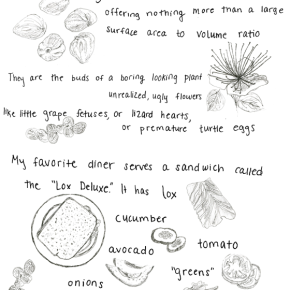 offering nothing more than a large
surface area to volume ratio
They are the buds of a boring looking plant
unrealized, ugly flowers
like little grape fetuses, or lizard hearts,
or premature turtle eggs
My favorite diner serves a sandwich called
the "Lox Deluxe." It has lox
cucumber
avocado
tomato
"greens"
onions